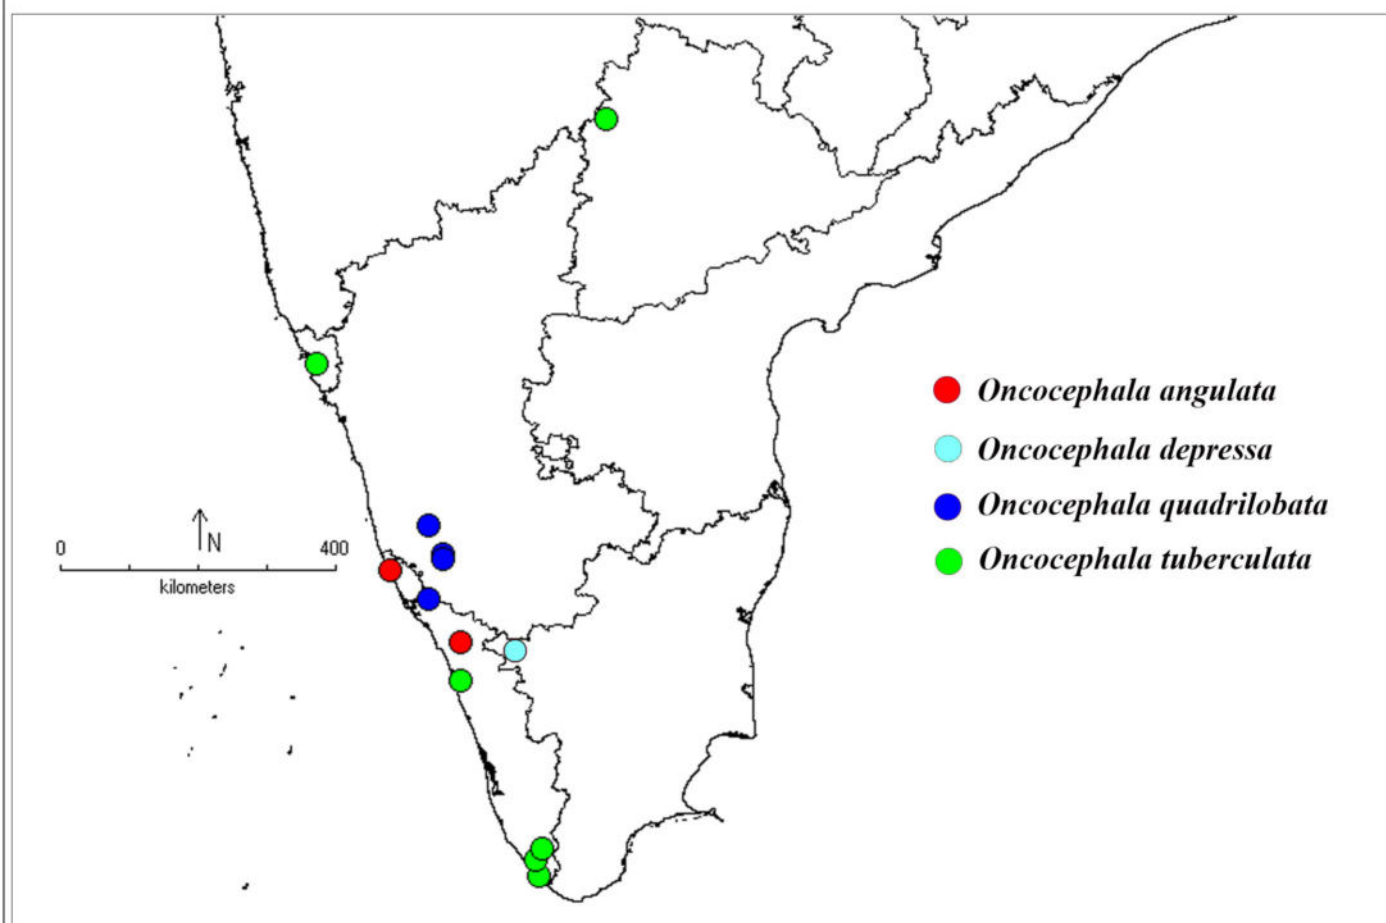 Oncocephala angulata
Oncocephala depressa
Oncocephala quadrilobata
Oncocephala tuberculata
N
0 400
kilometers